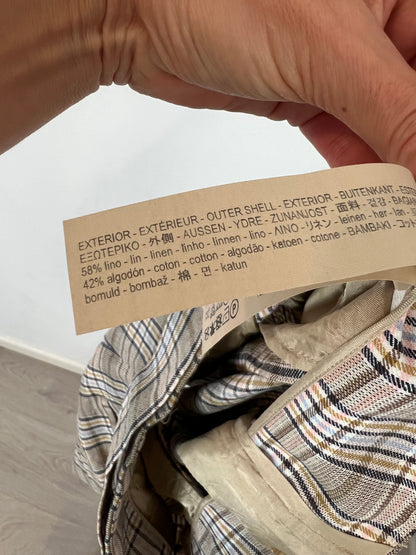 EXTERIOR - EXTÉRIEUR - OUTER SHELL - EXTERIOR - BUITENKANT -
ΕΞΩΤΕΡΙΚΟ - 外側 - AUSSEN - YDRE - ZUNANJOST - 面料 - 겉감 -
58% lino - lin - linen - linho - linnen - lino - ΛΙΝΟ - リネン - leinen - hør - lan -
42% algodón - coton - cotton - algodão - katoen - cotone - ΒΑΜΒΑΚΙ -
bomuld - bombaž - 棉 - 면 - katun